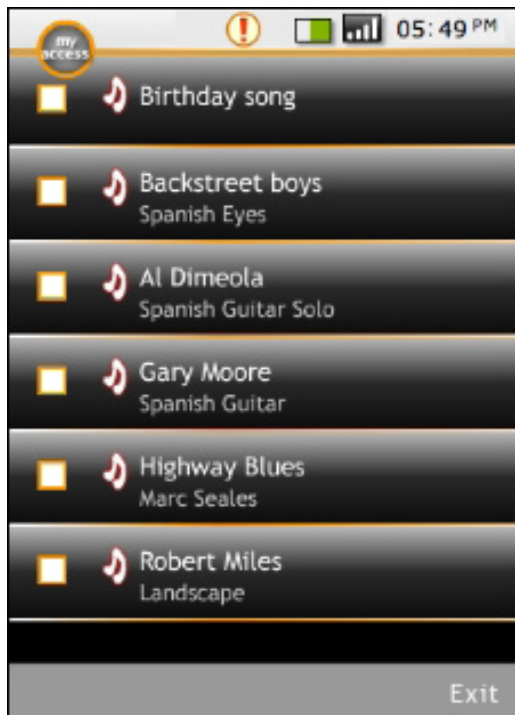 my
access
05:49 PM
Birthday song
Backstreet boys
Spanish Eyes
Al Dimeola
Spanish Guitar Solo
Gary Moore
Spanish Guitar
Highway Blues
Marc Seales
Robert Miles
Landscape
Exit